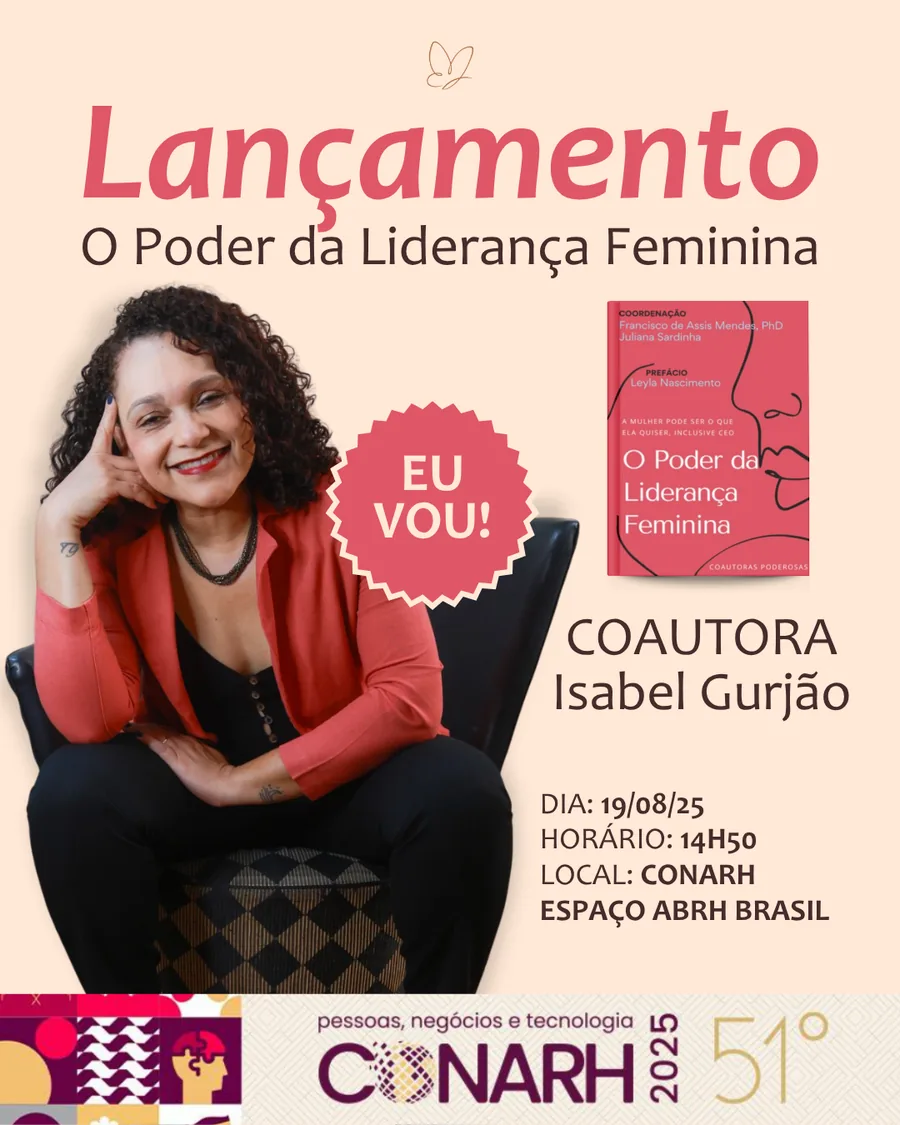 Lançamento
O Poder da Liderança Feminina
COORDENAÇÃO
Francisco de Assis Mendes, PhD
Juliana Sardinha
PREFÁCIO
Leyla Nascimento
A MULHER PODE SER O QUE
ELA QUISER, INCLUSIVE CEO
O Poder da
Liderança
Feminina
COAUTORAS PODEROSAS
EU
VOU!
COAUTORA
Isabel Gurjão
DIA: 19/08/25
HORÁRIO: 14H50
LOCAL: CONARH
ESPAÇO ABRH BRASIL
pessoas, negócios e tecnologia
CONARH
2025
51º